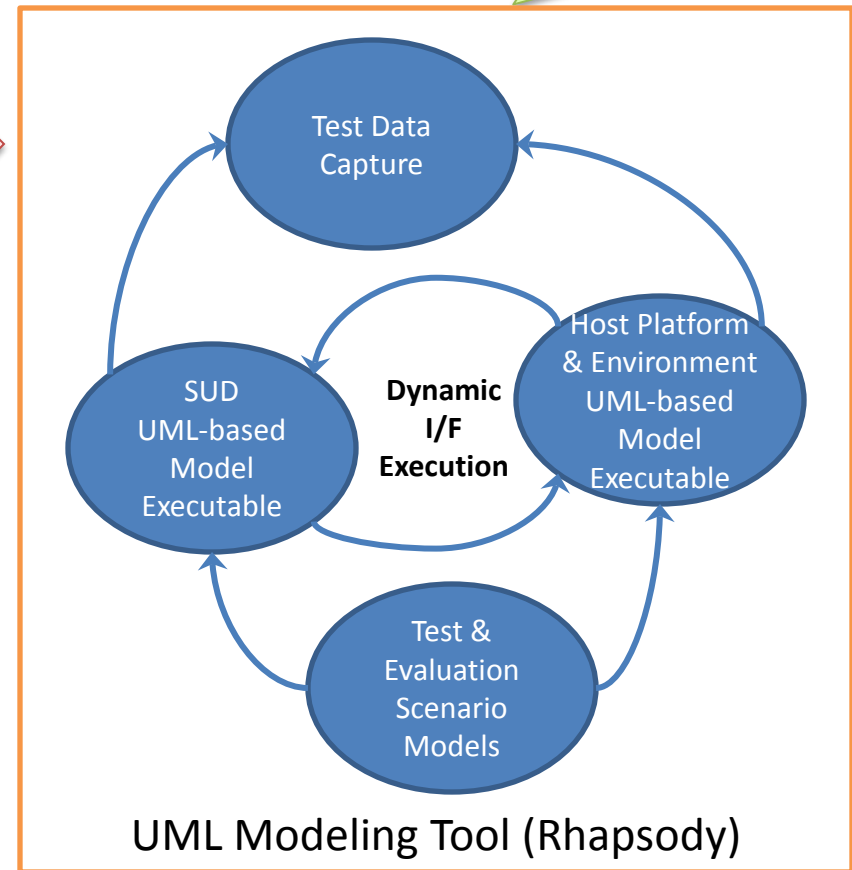 Test Data
Capture
Host Platform
& Environment
UML-based
Model
Executable
SUD
UML-based
Model
Executable
Dynamic
I/F
Execution
Test &
Evaluation
Scenario
Models
UML Modeling Tool (Rhapsody)